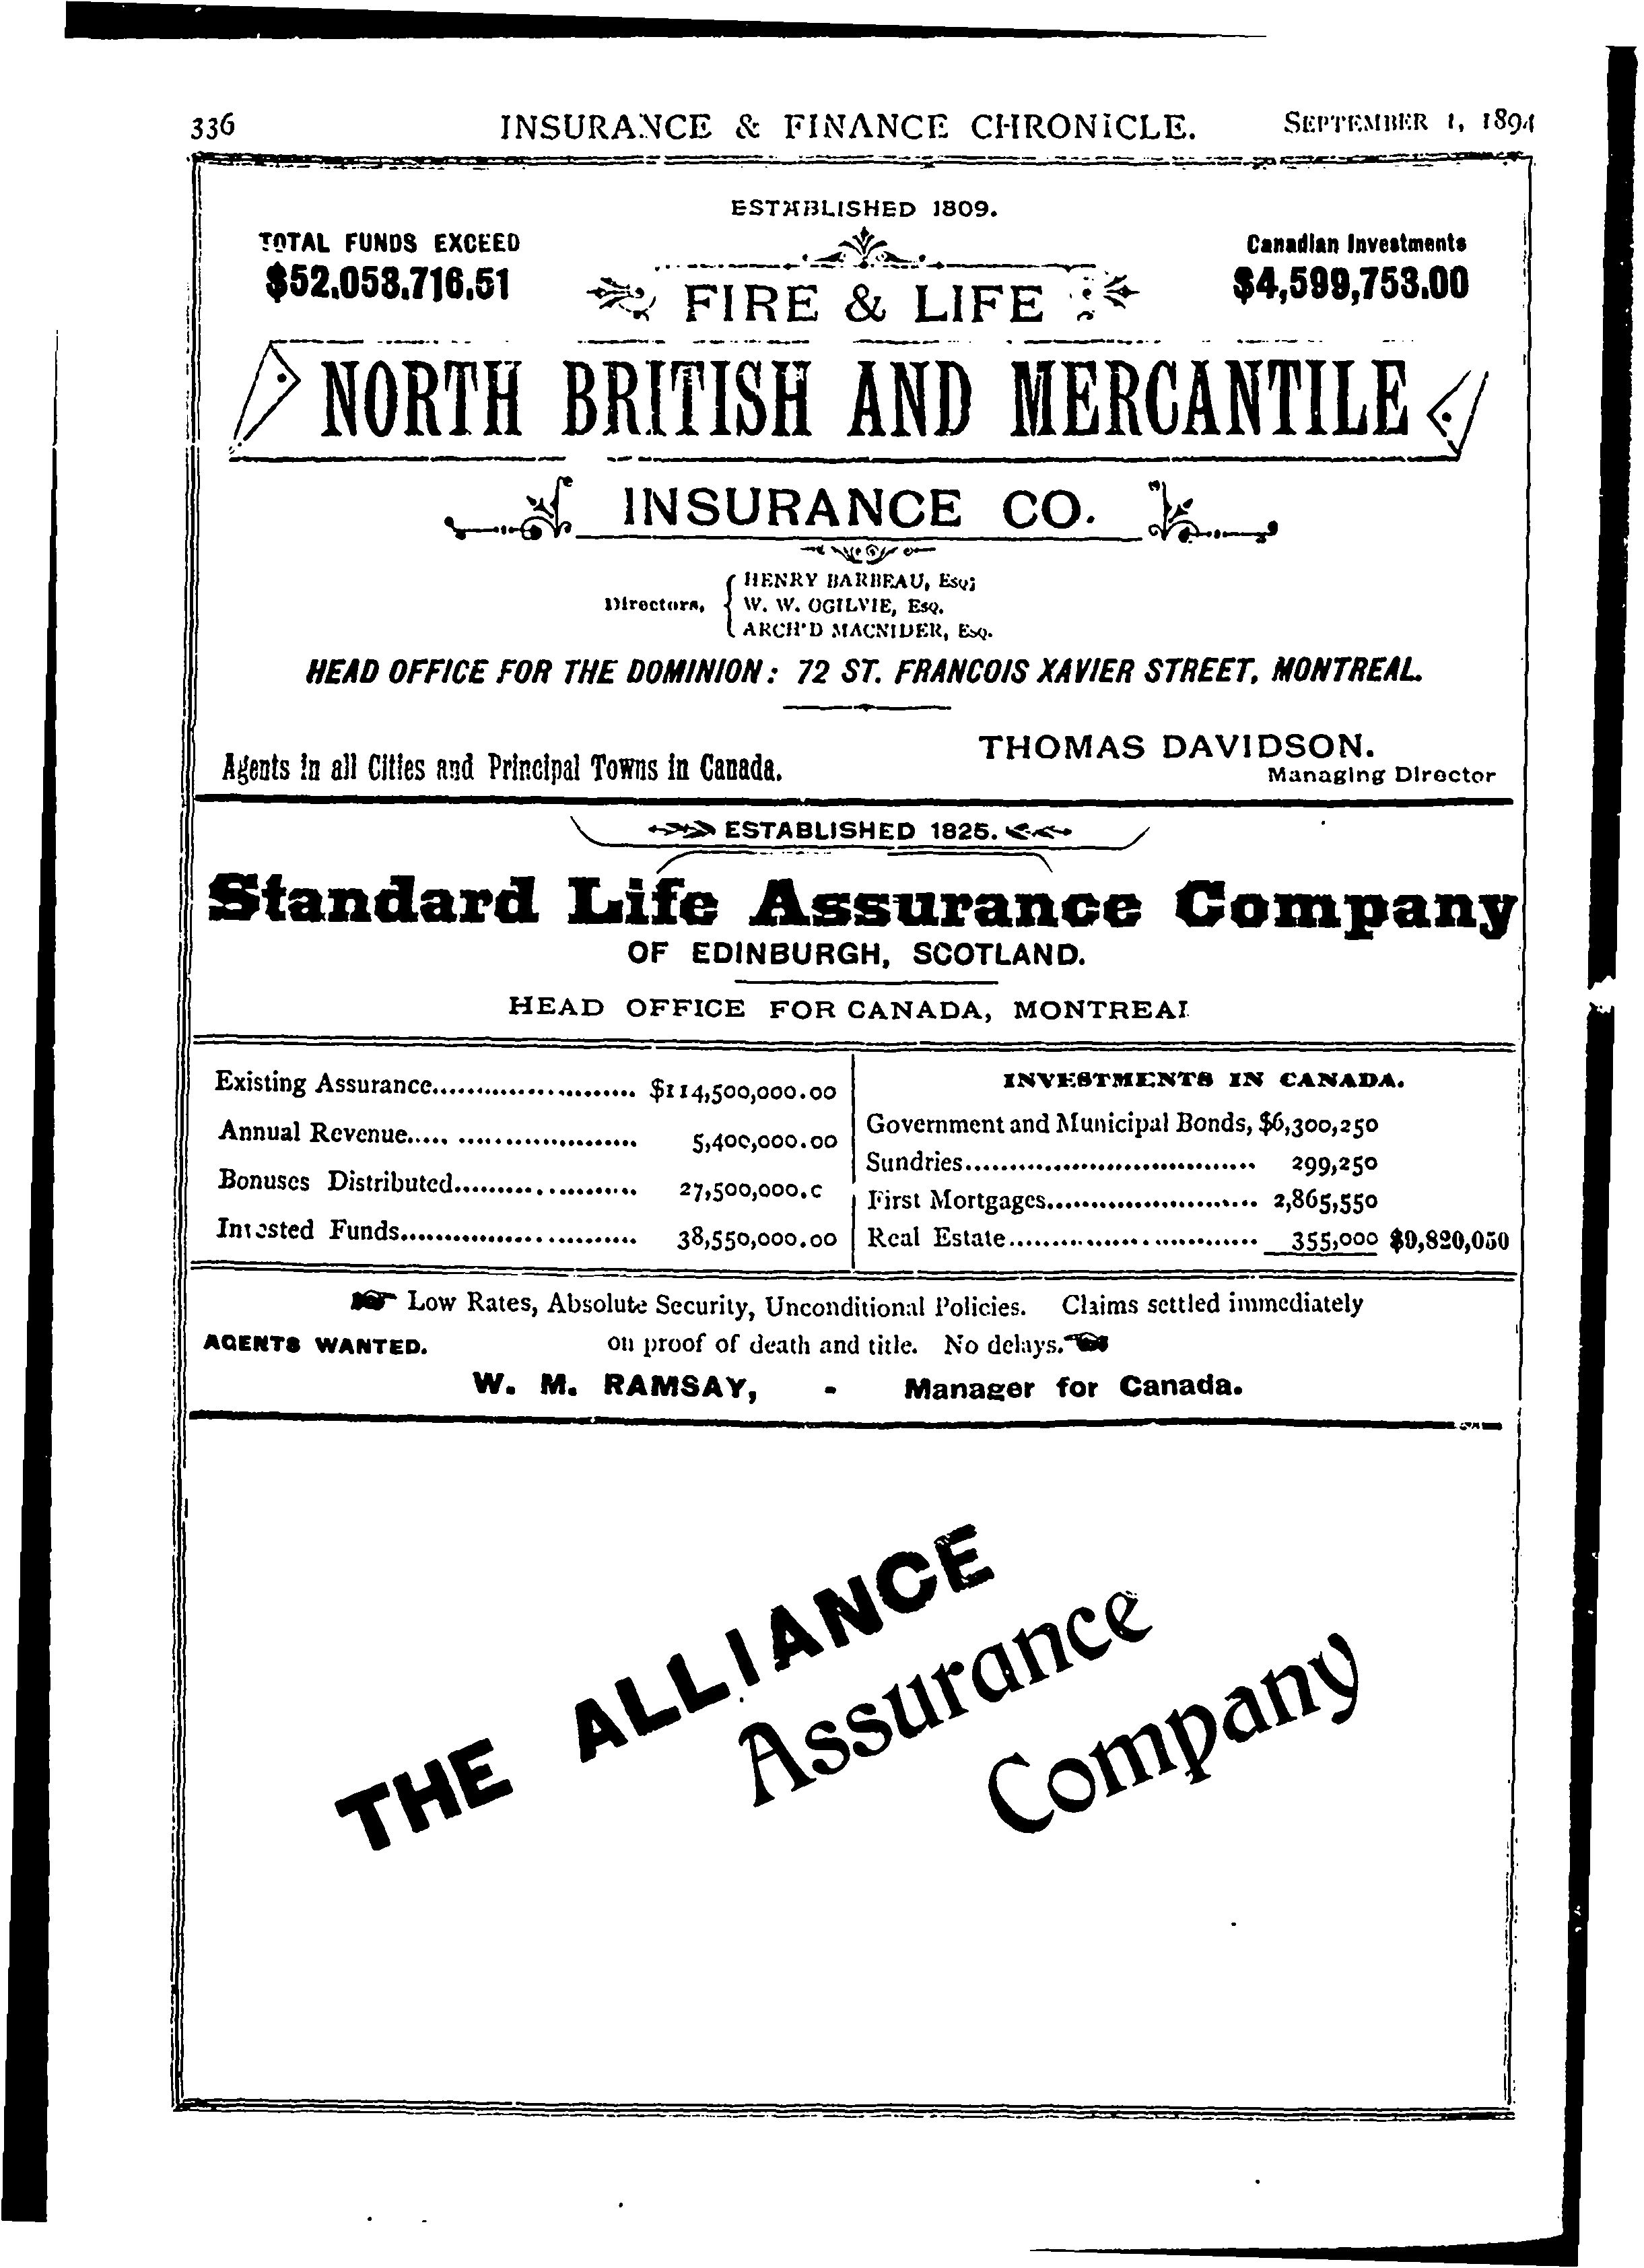 336 INSURANCE & FINANCE CHRONICLE. SEPTEMBER 1, 1894
ESTABLISHED 1809.
TOTAL FUNDS EXCEED
$52,058,716.51
Canadian Investments
$4,599,753.00
FIRE & LIFE
NORTH BRITISH AND MERCANTILE
INSURANCE CO.
Directors,
HENRY BARBEAU, Esq;
W. W. OGILVIE, Esq.
ARCH'D MACNIDER, Esq.
HEAD OFFICE FOR THE DOMINION: 72 ST. FRANCOIS XAVIER STREET, MONTREAL.
Agents in all Cities and Principal Towns in Canada.
THOMAS DAVIDSON.
Managing Director
ESTABLISHED 1825.
Standard Life Assurance Company
OF EDINBURGH, SCOTLAND.
HEAD OFFICE FOR CANADA, MONTREAL
Existing Assurance........................ $114,500,000.00
Annual Revenue........................ 5,400,000.00
Bonuses Distributed..................... 27,500,000.c
Invested Funds........................... 38,550,000.00
INVESTMENTS IN CANADA.
Government and Municipal Bonds, $6,300,250
Sundries.................................. 299,250
First Mortgages........................ 2,865,550
Real Estate............................. 355,000 $9,820,050
Low Rates, Absolute Security, Unconditional Policies. Claims settled immediately
on proof of death and title. No delays.
AGENTS WANTED.
W. M. RAMSAY, - Manager for Canada.
THE ALLIANCE
Assurance
Company